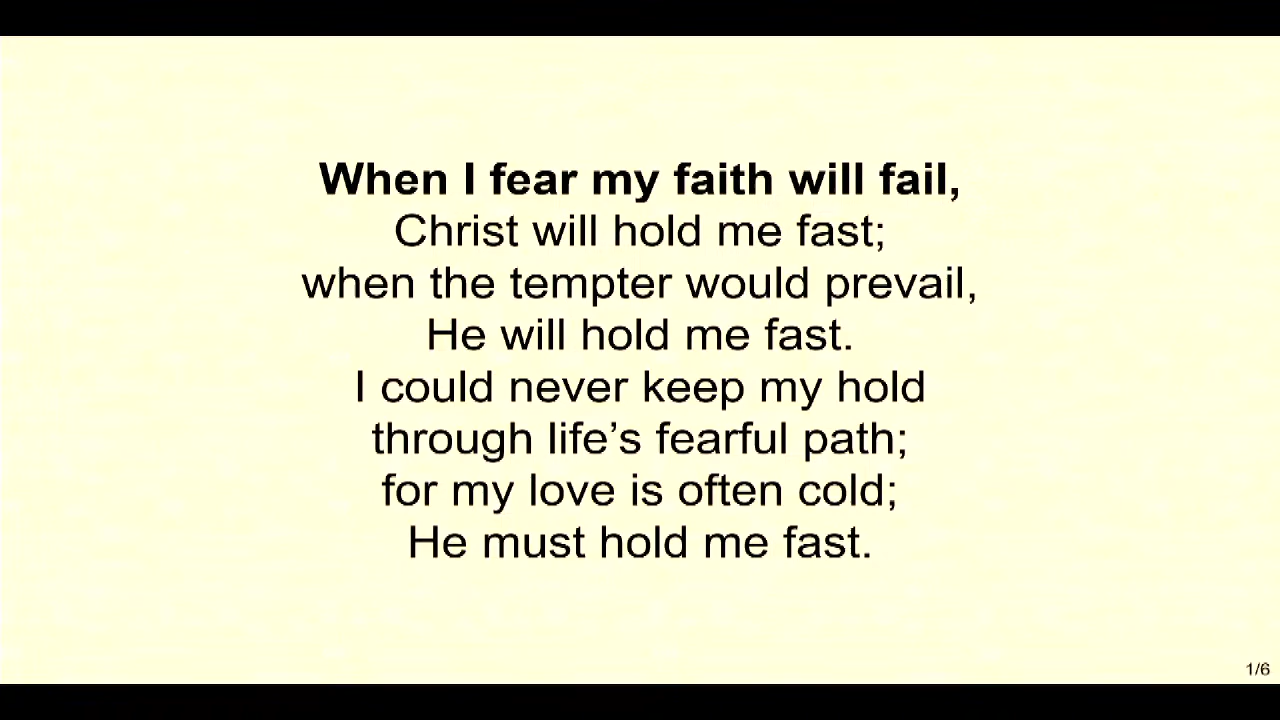 When I fear my faith will fail,
Christ will hold me fast;
when the tempter would prevail,
He will hold me fast.
I could never keep my hold
through life’s fearful path;
for my love is often cold;
He must hold me fast.
1/6